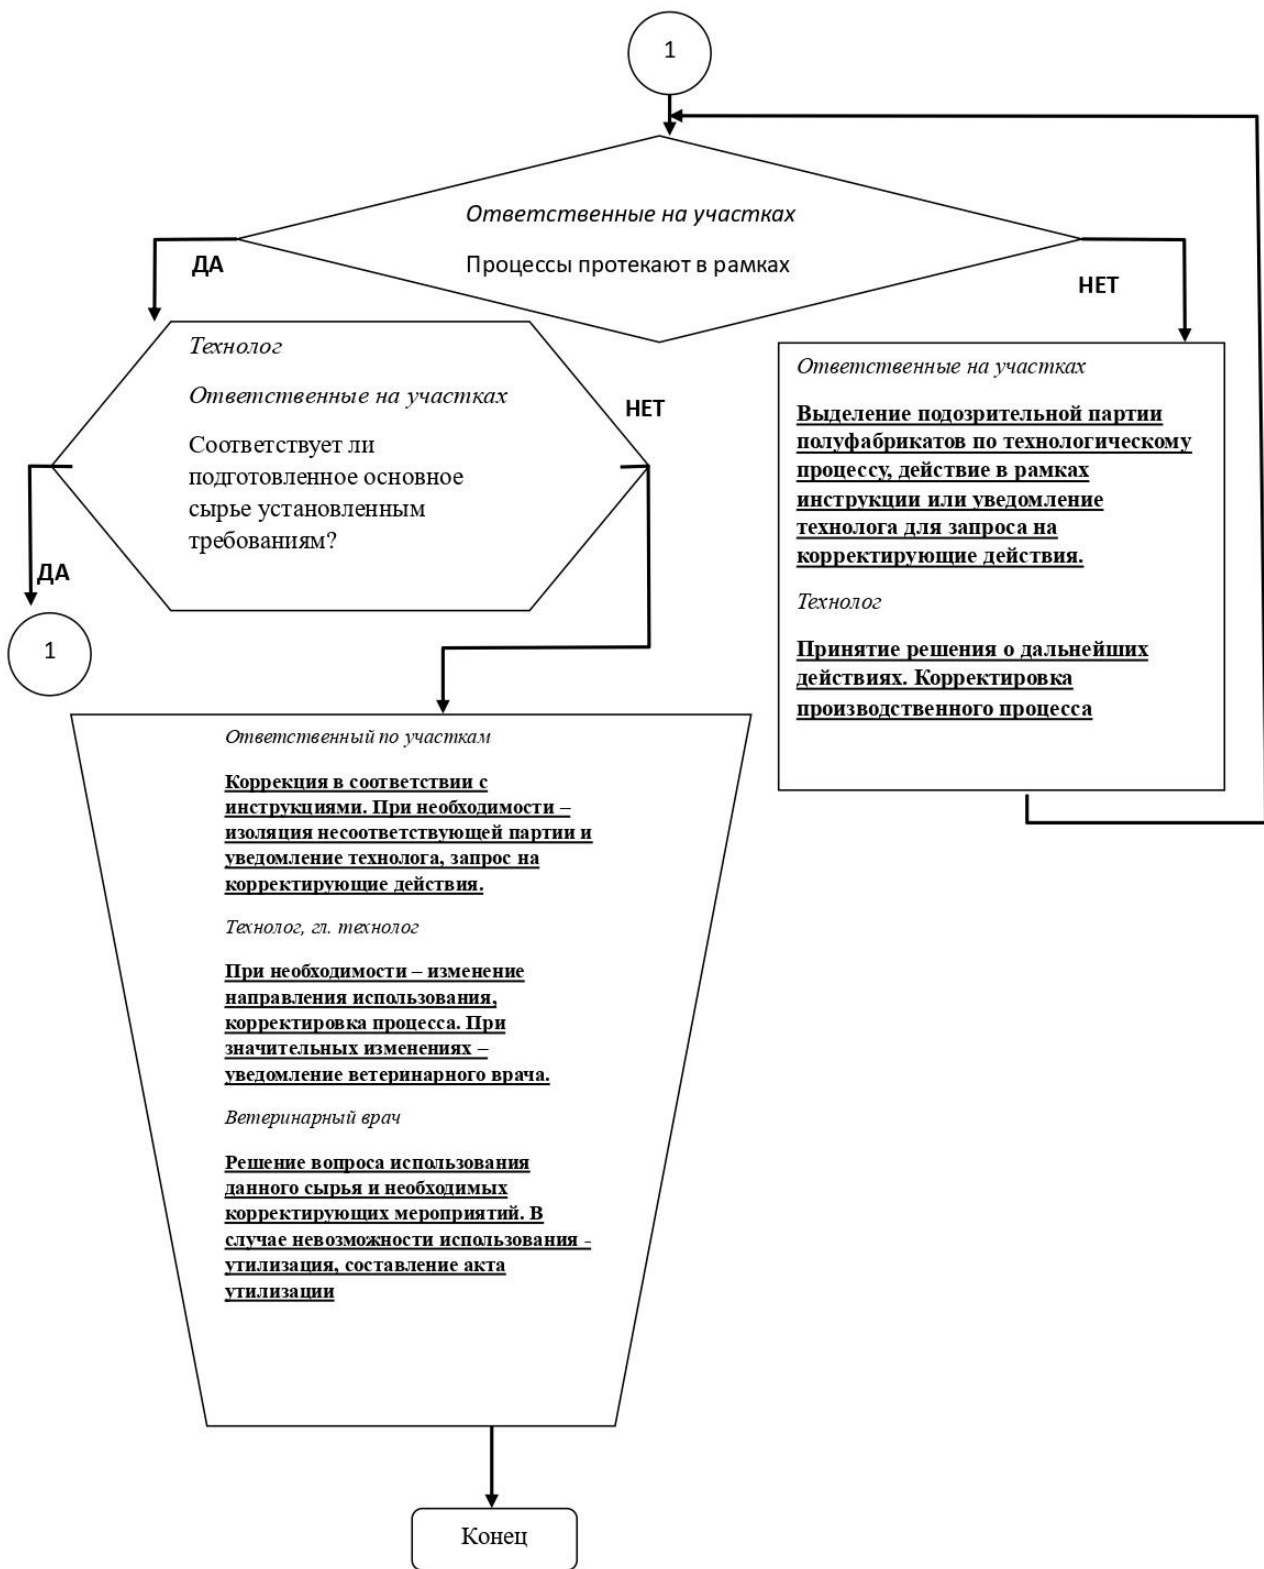 1
Ответственные на участках
Процессы протекают в рамках
ДА
НЕТ
Технолог
Ответственные на участках
Соответствует ли
подготовленное основное
сырье установленным
требованиям?
НЕТ
ДА
1
Ответственные на участках
Выделение подозрительной партии
полуфабрикатов по технологическому
процессу, действие в рамках
инструкции или уведомление
технолога для запроса на
корректирующие действия.
Технолог
Принятие решения о дальнейших
действиях. Корректировка
производственного процесса
Ответственный по участкам
Коррекция в соответствии с
инструкциями. При необходимости –
изоляция несоответствующей партии и
уведомление технолога, запрос на
корректирующие действия.
Технолог, гл. технолог
При необходимости – изменение
направления использования,
корректировка процесса. При
значительных изменениях –
уведомление ветеринарного врача.
Ветеринарный врач
Решение вопроса использования
данного сырья и необходимых
корректирующих мероприятий. В
случае невозможности использования -
утилизация, составление акта
утилизации
Конец